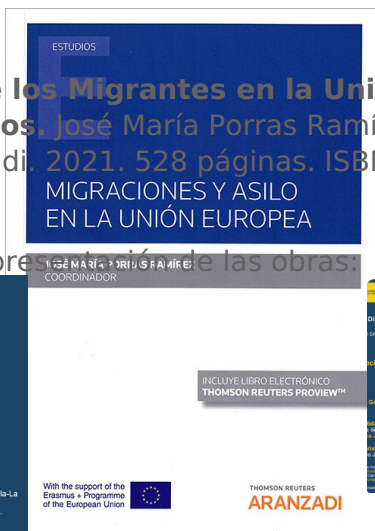 ESTUDIOS
E
los Migrantes en la Uni
os. José María Porras Ramí
di. 2021. 528 páginas. ISB
MIGRACIONES Y ASILO
EN LA UNIÓN EUROPEA
presentación de las obras:
JOSÉ MARÍA PORRAS RAMÍREZ
COORDINADOR
INCLUYE LIBRO ELECTRÓNICO
THOMSON REUTERS PROVIEW™
la-La
With the support of the
Erasmus + Programme
of the European Union
THOMSON REUTERS
ARANZADI